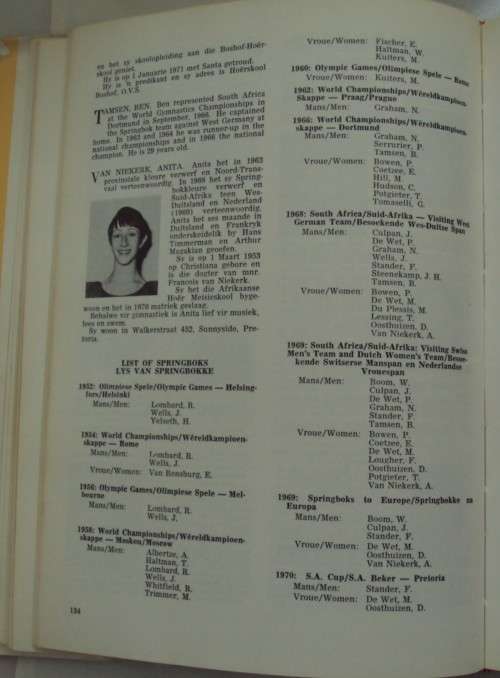 en het sy skoolopleiding aan die Boshof-Hoër-
skool geniet.
Hy is op 1 Januarie 1971 met Santa getroud.
Hy is 'n predikant en sy adres is Hoërskool
Boshof, O.V.S.
TAMSEN, BEN. Ben represented South Africa
at the World Gymnastics Championships in
Dortmund in September, 1966. He captained
the Springbok team against West Germany at
home. In 1963 and 1964 he was runner-up in the
national championships and in 1966 the national
champion. He is 29 years old.
VAN NIEKERK, ANITA. Anita het in 1963
provinsiale kleure verwerf en Noord-Trans-
vaal verteenwoordig. In 1968 het sy Spring-
bokkleure verwerf en
Suid-Afrika teen Wes-
Duitsland en Nederland
(1969) verteenwoordig.
Anita het ses maande in
Duitsland en Frankryk
onderskeidelik by Hans
Timmerman en Arthur
Magakian geoefen.
Sy is op 1 Maart 1953
op Christiana gebore en
is die dogter van mnr.
Francois van Niekerk.
Sy het die Afrikaanse
Hoër Meisieskool byge-
woon en het in 1970 matriek geslaag.
Behalwe vir gimnastiek is Anita lief vir musiek,
lees en swem.
Sy woon in Walkerstraat 452, Sunnyside, Pre-
toria.
LIST OF SPRINGBOKS
LYS VAN SPRINGBOKKE
1952: Olimpiese Spele/Olympic Games — Helsing-
fors/Helsinki
Mans/Men: Lombard, R.
Wells, J.
Yelseth, H.
1954: World Championships/Wêreldkampioen-
skappe — Rome
Mans/Men: Lombard, R.
Wells, J.
Vroue/Women: Van Rensburg, E.
1956: Olympic Games/Olimpiese Spele — Mel-
bourne
Mans/Men: Lombard, R.
Wells, J.
1958: World Championships/Wêreldkampioen-
skappe — Moskou/Moscow
Mans/Men: Albertze, A.
Haltman, T.
Lombard, R.
Wells, J.
Whitfield, R.
Trimmer, M.
134
Vroue/Women: Fischer, E.
Haltman, W.
Kuiters, M.
1960: Olympic Games/Olimpiese Spele — Rome
Vroue/Women: Kuiters, M.
1962: World Championships/Wêreldkampioen-
skappe — Praag/Prague
Mans/Men: Graham, N.
1966: World Championships/Wêreldkampioen-
skappe — Dortmund
Mans/Men: Graham, N.
Serrurier, P.
Tamsen, B.
Vroue/Women: Bowen, P.
Coetzee, E.
Hill, M
Hudson, C.
Potgieter, T.
Tomaselli, G.
1968: South Africa/Suid-Afrika — Visiting West
German Team/Besoekende Wes-Duitse Span
Mans/Men: Culpan, J.
De Wet, P.
Graham, N.
Wells, J.
Stander, F.
Steenekamp, J. H.
Tamsen, B.
Vroue/Women: Bowen, P.
De Wet, M.
Du Plessis, M.
Lessing, T.
Oosthuizen, D.
Van Niekerk, A.
1969: South Africa/Suid-Afrika: Visiting Swiss
Men's Team and Dutch Women's Team/Besoe-
kende Switserse Manspan en Nederlandse
Vrouespan
Mans/Men: Boom, W.
Culpan, J.
De Wet, P.
Graham, N.
Stander, F.
Tamsen, B.
Vroue/Women: Bowen, P.
Coetzee, E.
De Wet, M.
Lougher, F.
Oosthuizen, D.
Potgieter, T.
Van Niekerk, A.
1969: Springboks to Europe/Springbokke na
Europa
Mans/Men: Boom, W.
Culpan, J.
Stander, F.
Vroue/Women: De Wet, M.
Oosthuizen, D.
Van Niekerk, A.
1970: S.A. Cup/S.A. Beker — Pretoria
Mans/Men: Stander, F.
Vroue/Women: De Wet, M.
Oosthuizen, D.